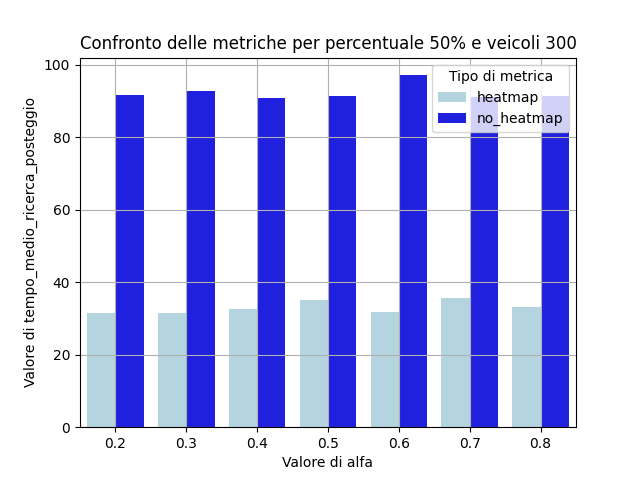 Confronto delle metriche per percentuale 50% e veicoli 300
Valore di tempo_medio_ricerca_posteggio
100
80
60
40
20
0
Tipo di metrica
heatmap
no_heatmap
0.2 0.3 0.4 0.5 0.6 0.7 0.8
Valore di alfa